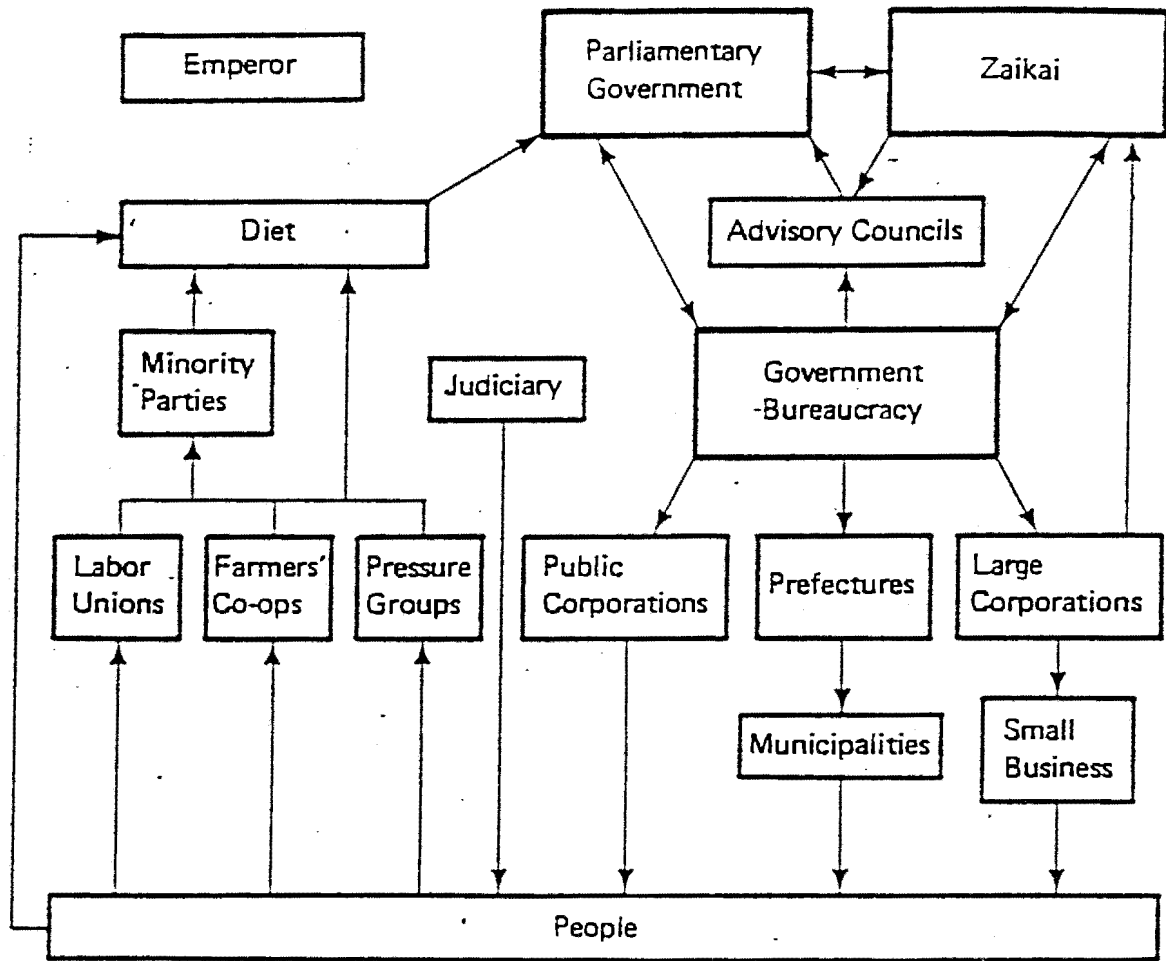 Emperor
Parliamentary
Government
Zaikai
Diet
Advisory Councils
Minority
Parties
Judiciary
Government
-Bureaucracy
Labor
Unions
Farmers'
Co-ops
Pressure
Groups
Public
Corporations
Prefectures
Large
Corporations
Municipalities
Small
Business
People